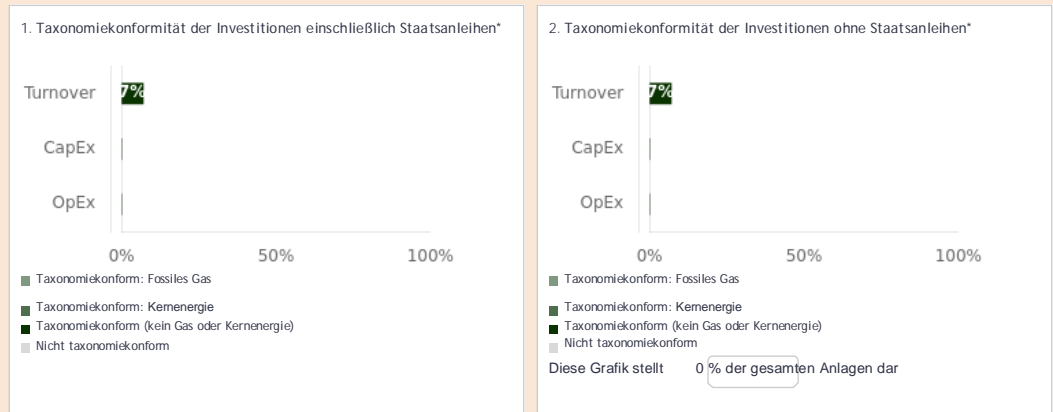 1. Taxonomiekonformität der Investitionen einschließlich Staatsanleihen*
Turnover 7%
CapEx
OpEx
0% 50% 100%
Taxonomiekonform: Fossiles Gas
Taxonomiekonform: Kernenergie
Taxonomiekonform (kein Gas oder Kernenergie)
Nicht taxonomiekonform
2. Taxonomiekonformität der Investitionen ohne Staatsanleihen*
Turnover 7%
CapEx
OpEx
0% 50% 100%
Taxonomiekonform: Fossiles Gas
Taxonomiekonform: Kernenergie
Taxonomiekonform (kein Gas oder Kernenergie)
Nicht taxonomiekonform
Diese Grafik stellt 0 % der gesamten Anlagen dar